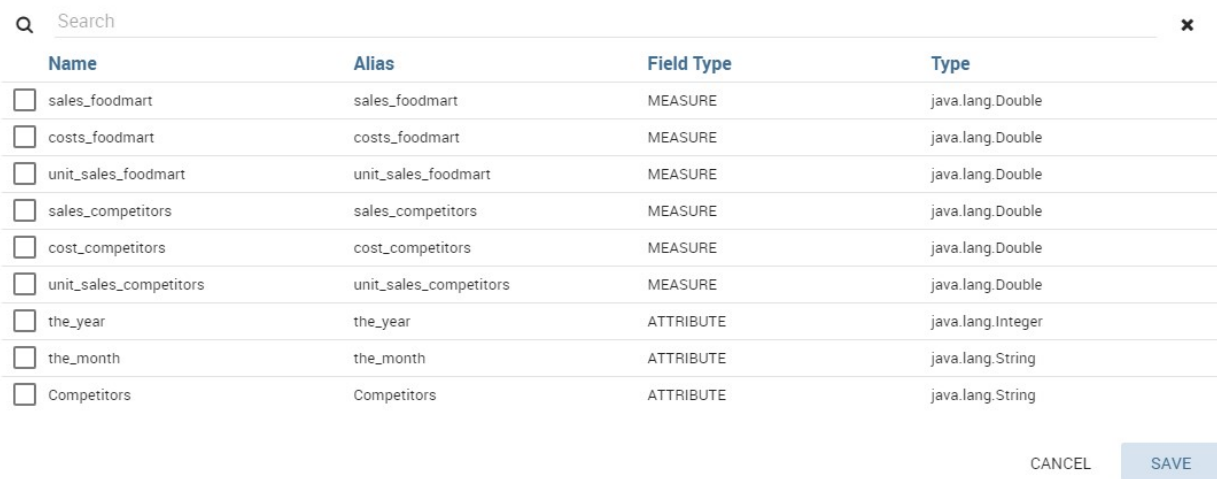 Search
Name Alias Field Type Type
sales_foodmart sales_foodmart MEASURE java.lang.Double
costs_foodmart costs_foodmart MEASURE java.lang.Double
unit_sales_foodmart unit_sales_foodmart MEASURE java.lang.Double
sales_competitors sales_competitors MEASURE java.lang.Double
cost_competitors cost_competitors MEASURE java.lang.Double
unit_sales_competitors unit_sales_competitors MEASURE java.lang.Double
the_year the_year ATTRIBUTE java.lang.Integer
the_month the_month ATTRIBUTE java.lang.String
Competitors Competitors ATTRIBUTE java.lang.String
CANCEL SAVE